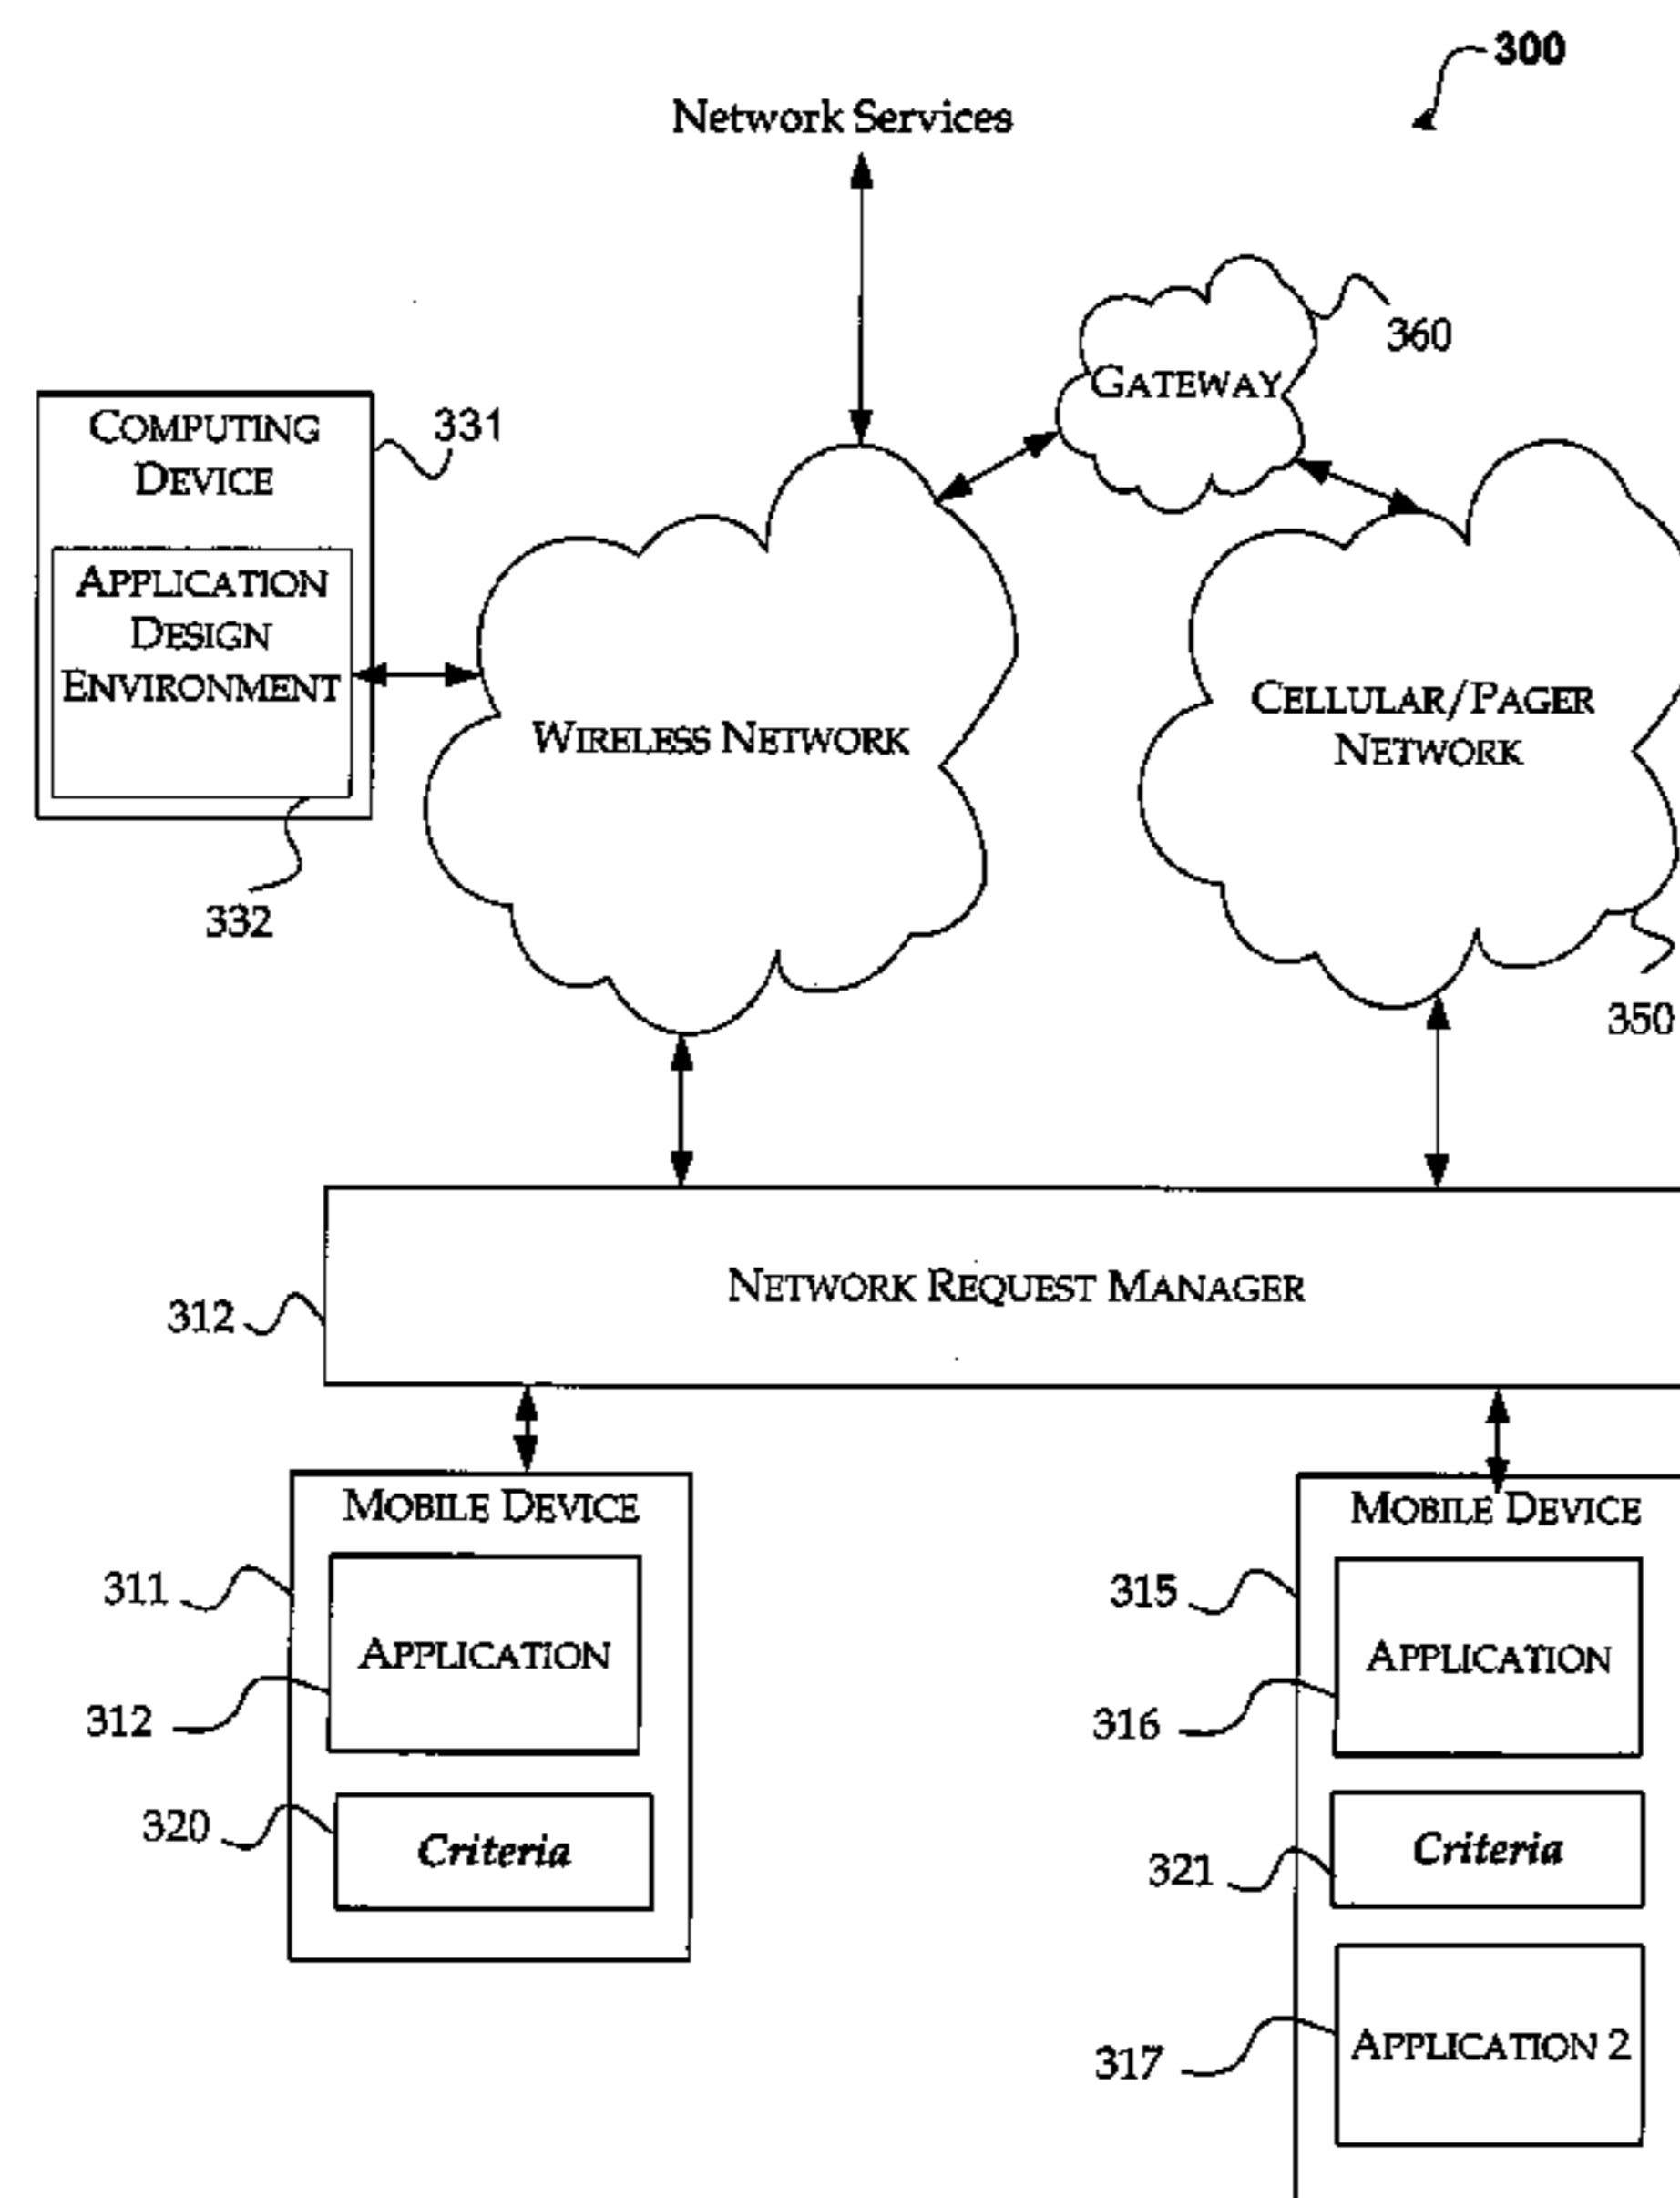 300
Network Services
360
GATEWAY
COMPUTING
DEVICE
331
APPLICATION
DESIGN
ENVIRONMENT
332
WIRELESS NETWORK
CELLULAR/PAGER
NETWORK
350
NETWORK REQUEST MANAGER
312
MOBILE DEVICE
311
APPLICATION
312
320
Criteria
MOBILE DEVICE
315
APPLICATION
316
Criteria
321
APPLICATION 2
317